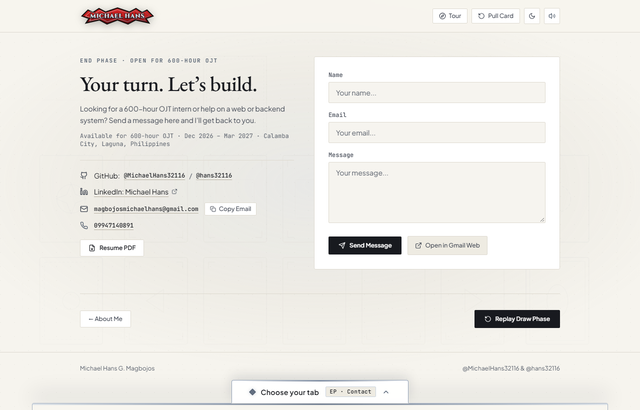 MICHAEL HANS
Tour
Pull Card
END PHASE · OPEN FOR 600-HOUR OJT
Your turn. Let's build.
Looking for a 600-hour OJT intern or help on a web or backend
system? Send a message here and I'll get back to you.
Available for 600-hour OJT · Dec 2026 – Mar 2027 · Calamba
City, Laguna, Philippines
GitHub: @MichaelHans32116 / @hans32116
LinkedIn: Michael Hans
magbojosmichaelhans@gmail.com
Copy Email
09947140891
Resume PDF
Name
Your name...
Email
Your email...
Message
Your message...
Send Message
Open in Gmail Web
← About Me
Replay Draw Phase
Michael Hans G. Magbojos
@MichaelHans32116 & @hans32116
Choose your tab
EP · Contact